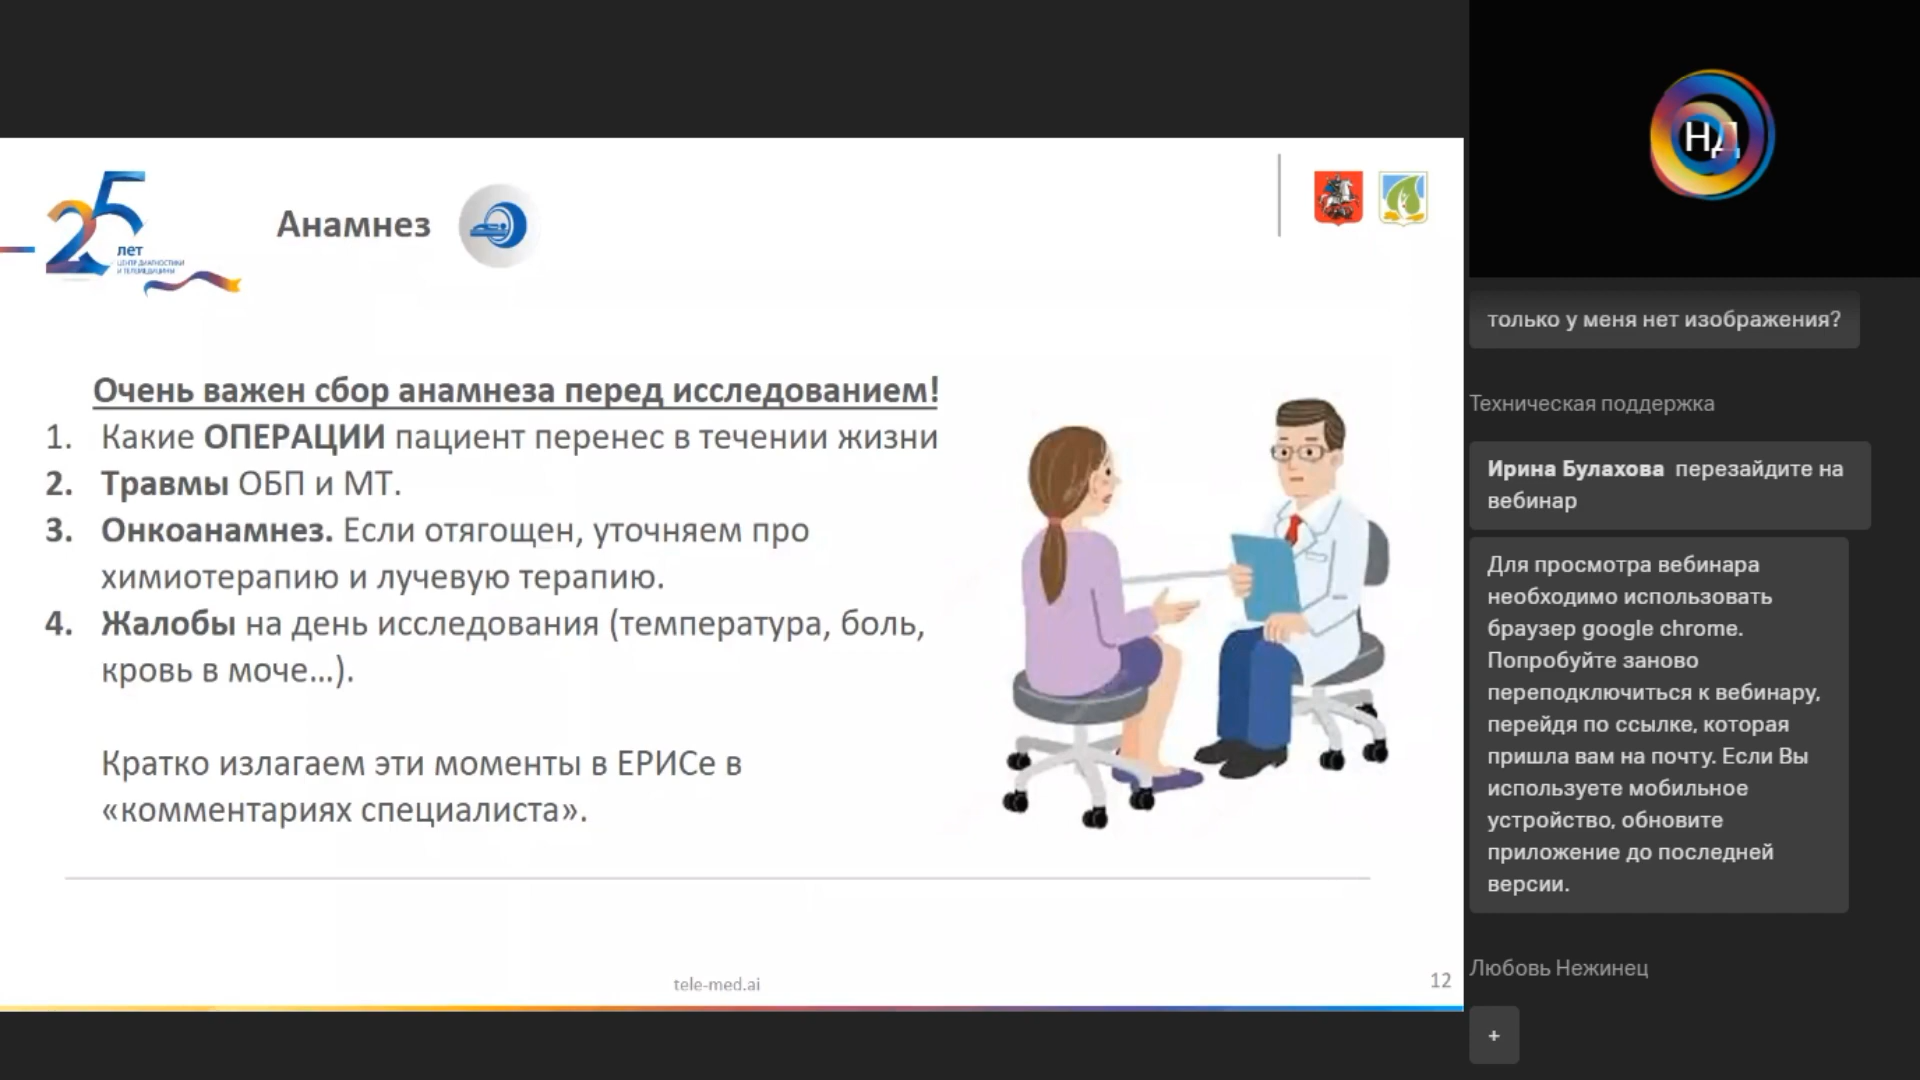 25
лет
ЦЕНТР ДИАГНОСТИКИ
И ТЕЛЕМЕДИЦИНЫ
Анамнез
Очень важен сбор анамнеза перед исследованием!
1. Какие ОПЕРАЦИИ пациент перенес в течении жизни
2. Травмы ОБП и МТ.
3. Онкоанамнез. Если отягощен, уточняем про
химиотерапию и лучевую терапию.
4. Жалобы на день исследования (температура, боль,
кровь в моче...).
Кратко излагаем эти моменты в ЕРИСе в
«комментариях специалиста».
tele-med.ai
12
НД
только у меня нет изображения?
Техническая поддержка
Ирина Булахова перезайдите на
вебинар
Для просмотра вебинара
необходимо использовать
браузер google chrome.
Попробуйте заново
переподключиться к вебинару,
перейдя по ссылке, которая
пришла вам на почту. Если Вы
используете мобильное
устройство, обновите
приложение до последней
версии.
Любовь Нежинец
+